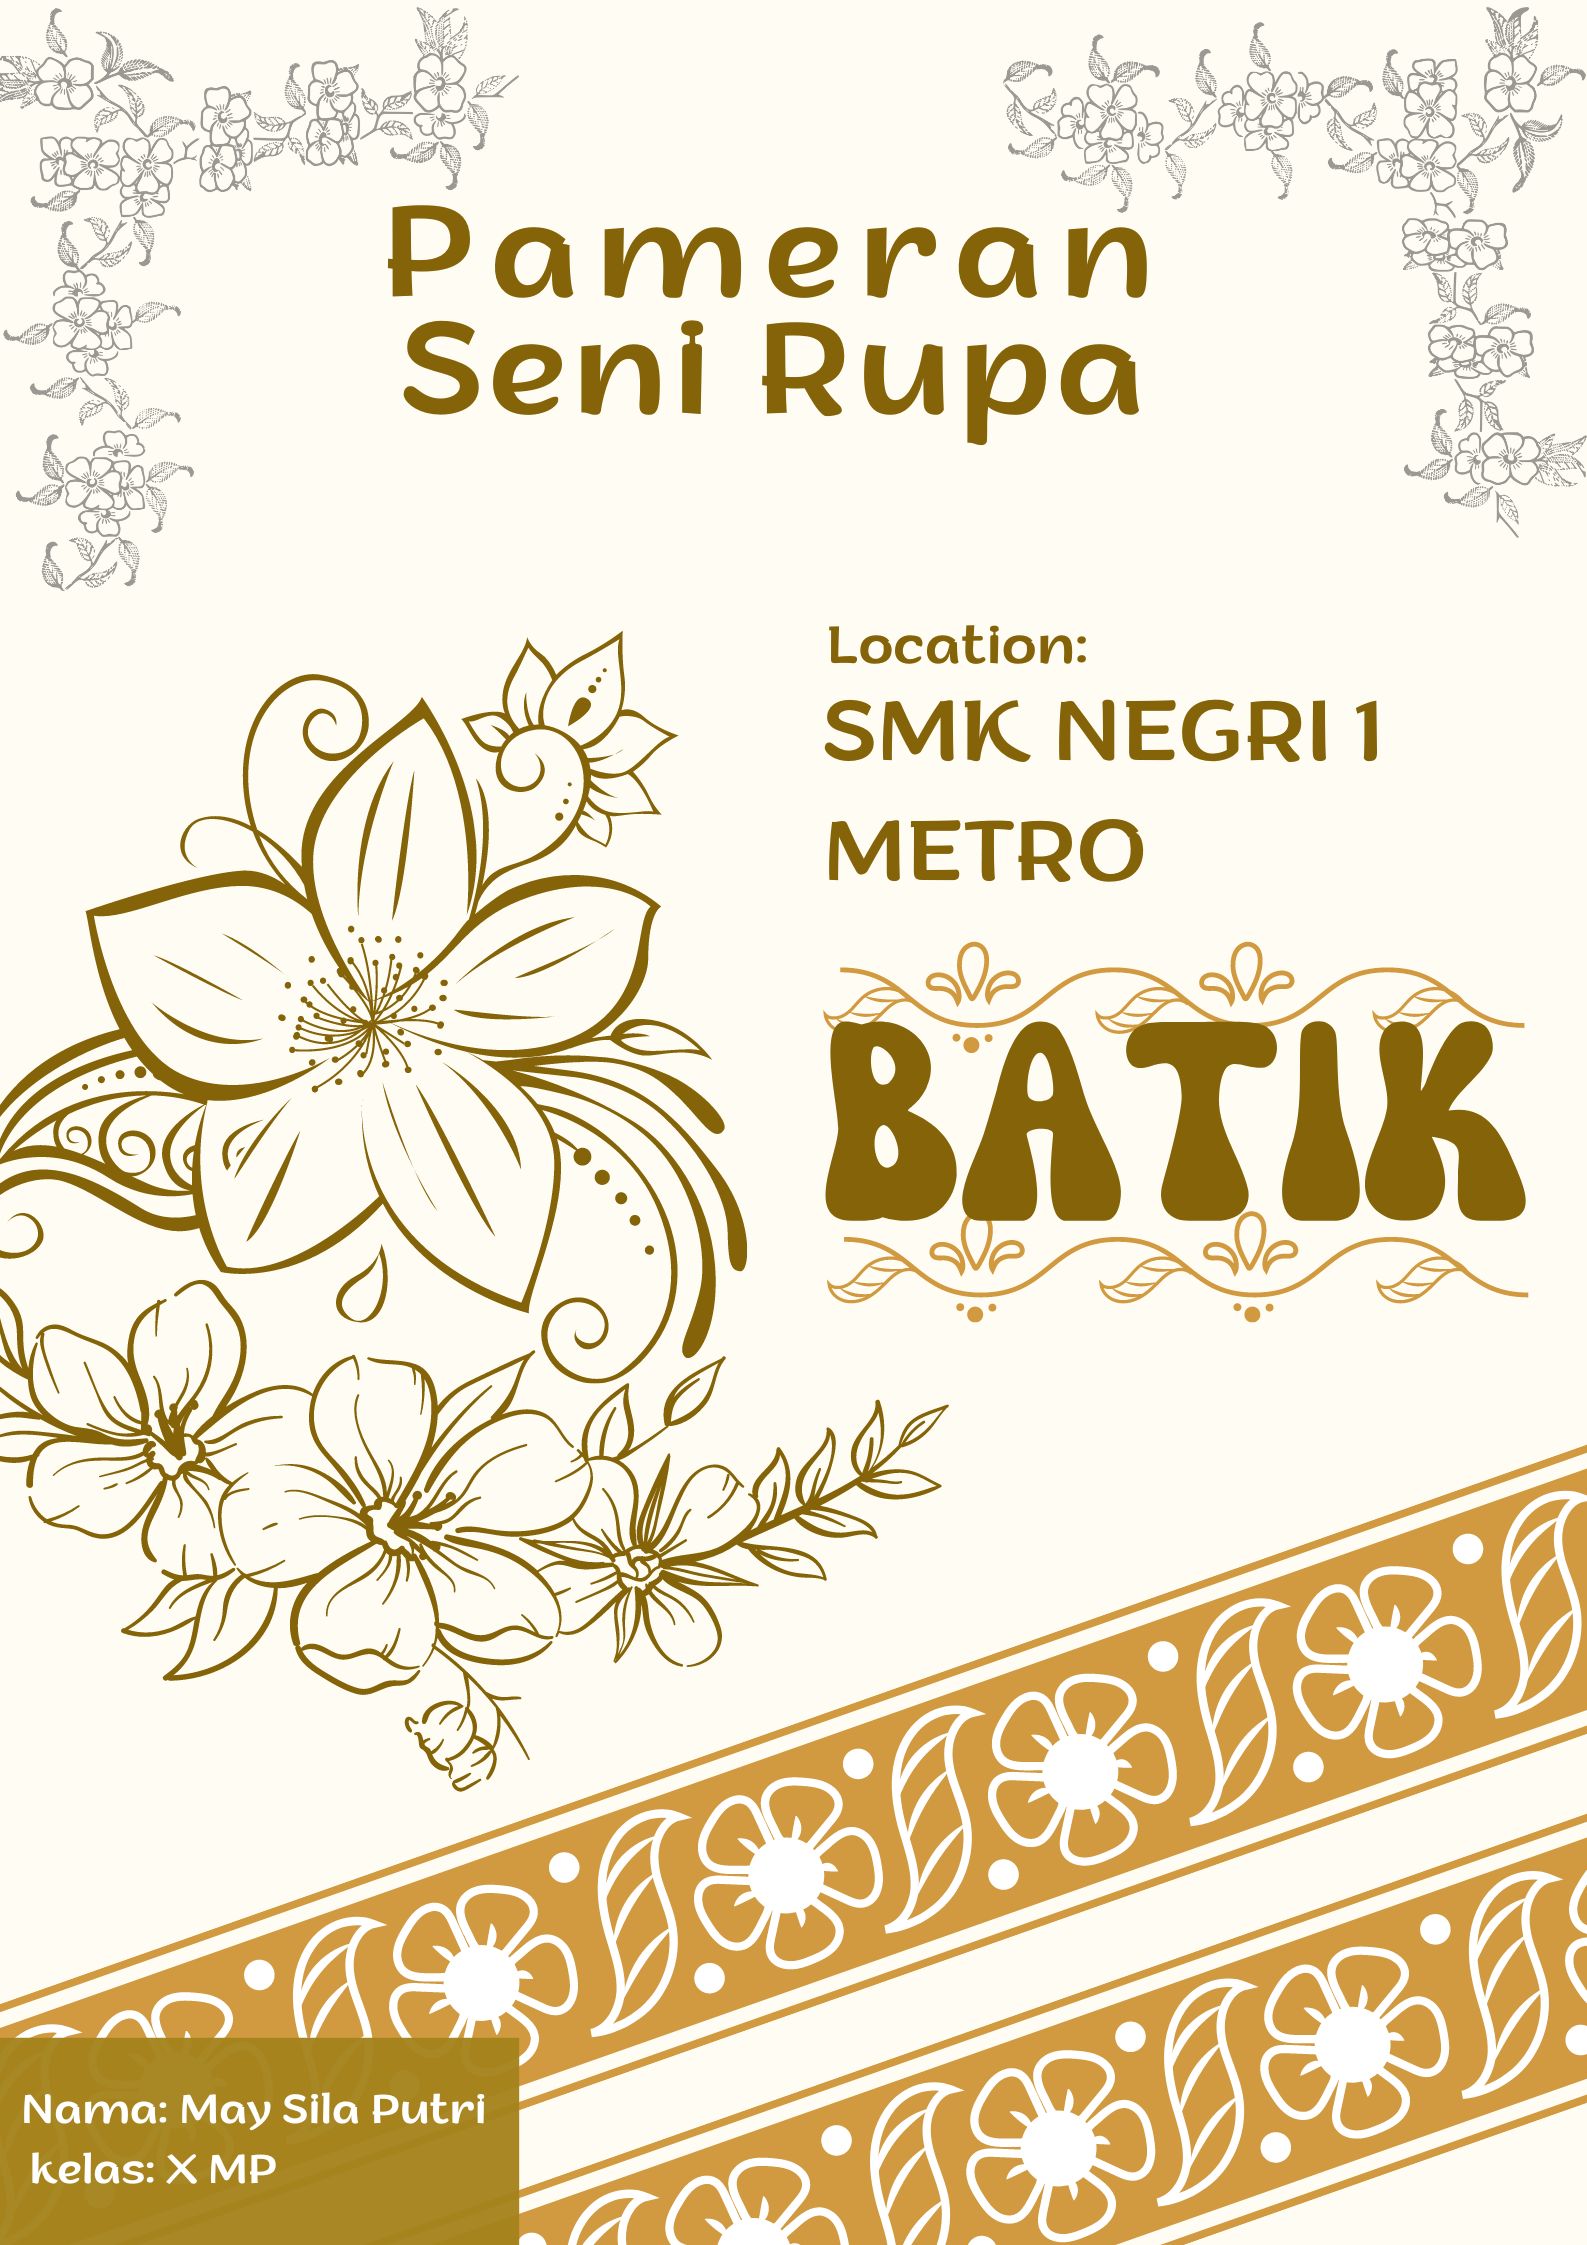 Pameran
Seni Rupa
Location:
SMK NEGRI 1
METRO
BATIK
Nama: May Sila Putri
kelas: X MP